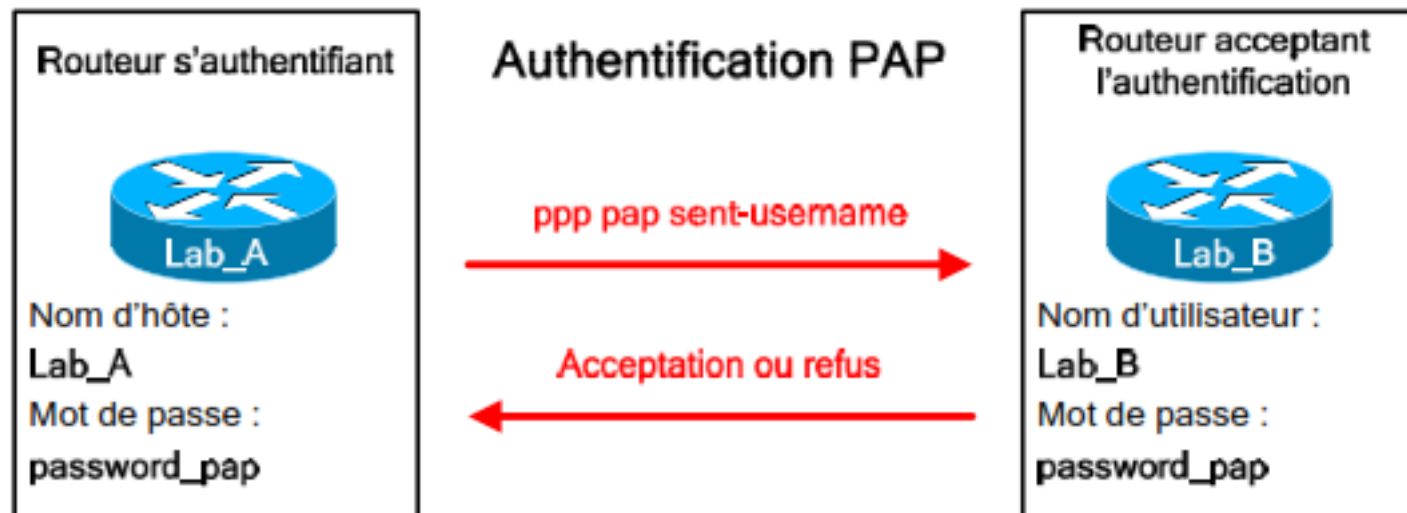 Routeur s'authentifiant
Lab_A
Nom d'hôte :
Lab_A
Mot de passe :
password_pap
Authentification PAP
ppp pap sent-username
Acceptation ou refus
Routeur acceptant
l'authentification
Lab_B
Nom d'utilisateur :
Lab_B
Mot de passe :
password_pap